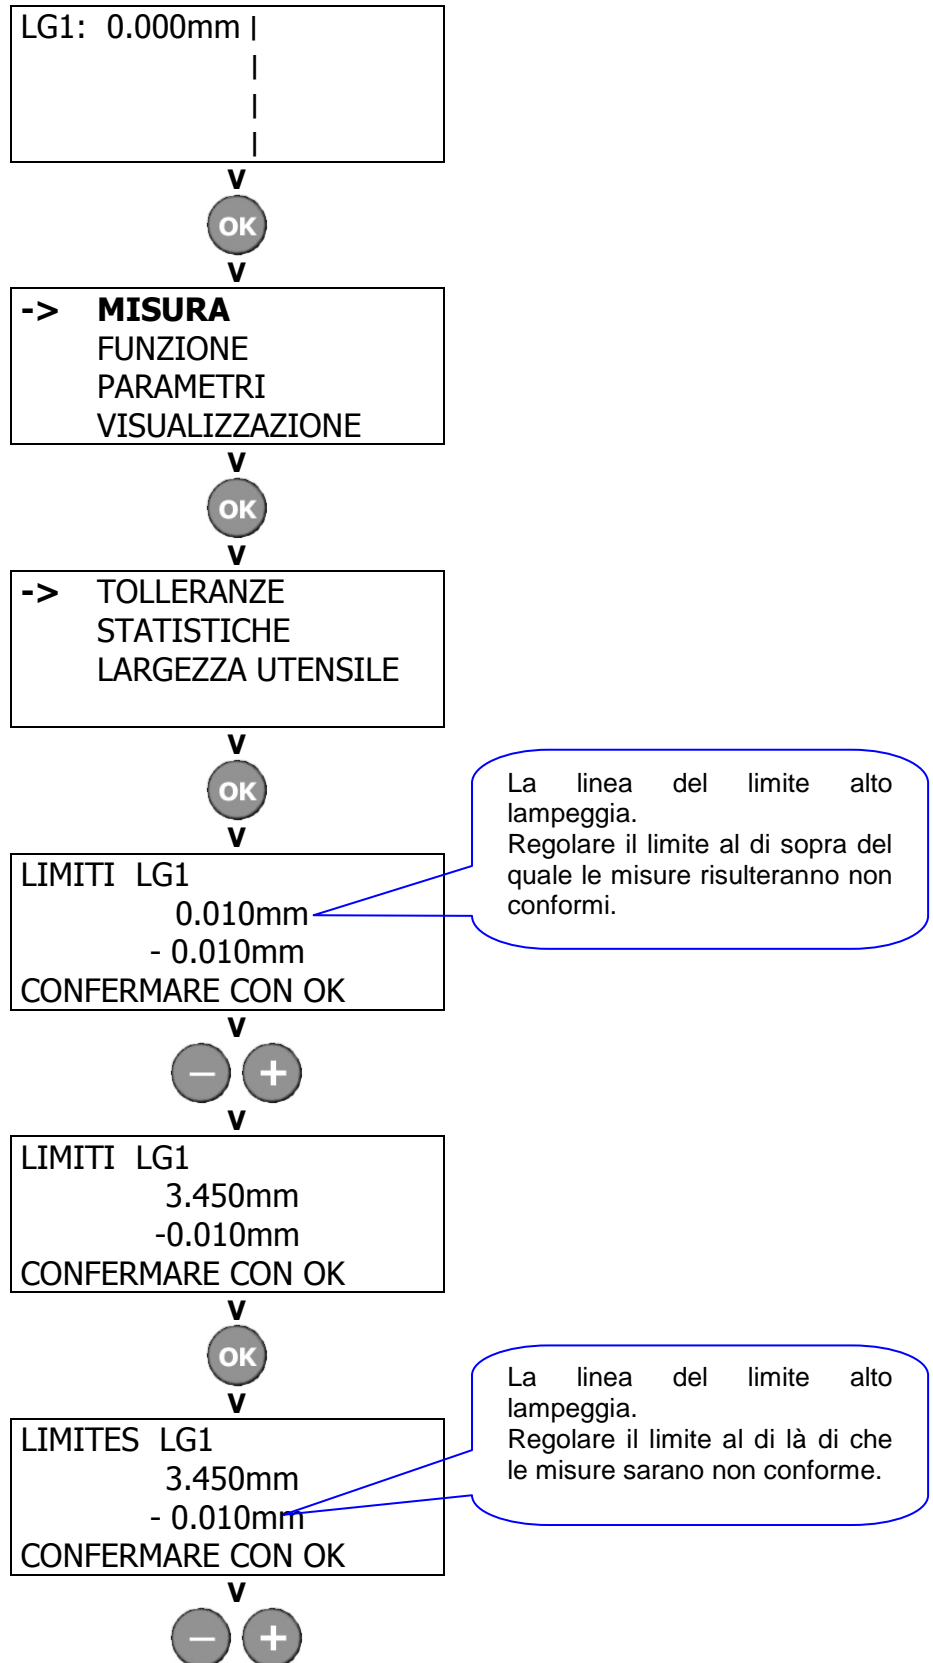 LG1: 0.000mm |
|
|
|
v
OK
v
-> MISURA
FUNZIONE
PARAMETRI
VISUALIZZAZIONE
v
OK
v
-> TOLLERANZE
STATISTICHE
LARGEZZA UTENSILE
v
OK
v
La linea del limite alto
lampeggia.
Regolare il limite al di sopra del
quale le misure risulteranno non
conformi.
LIMITI LG1
0.010mm
- 0.010mm
CONFERMARE CON OK
v
– +
v
LIMITI LG1
3.450mm
-0.010mm
CONFERMARE CON OK
v
OK
v
La linea del limite alto
lampeggia.
Regolare il limite al di là di che
le misure sarano non conforme.
LIMITES LG1
3.450mm
- 0.010mm
CONFERMARE CON OK
v
– +